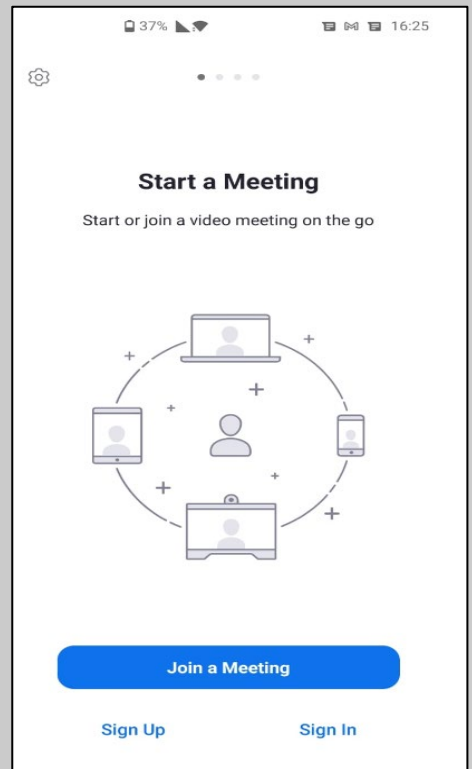 37% 16:25
Start a Meeting
Start or join a video meeting on the go
Join a Meeting
Sign Up Sign In